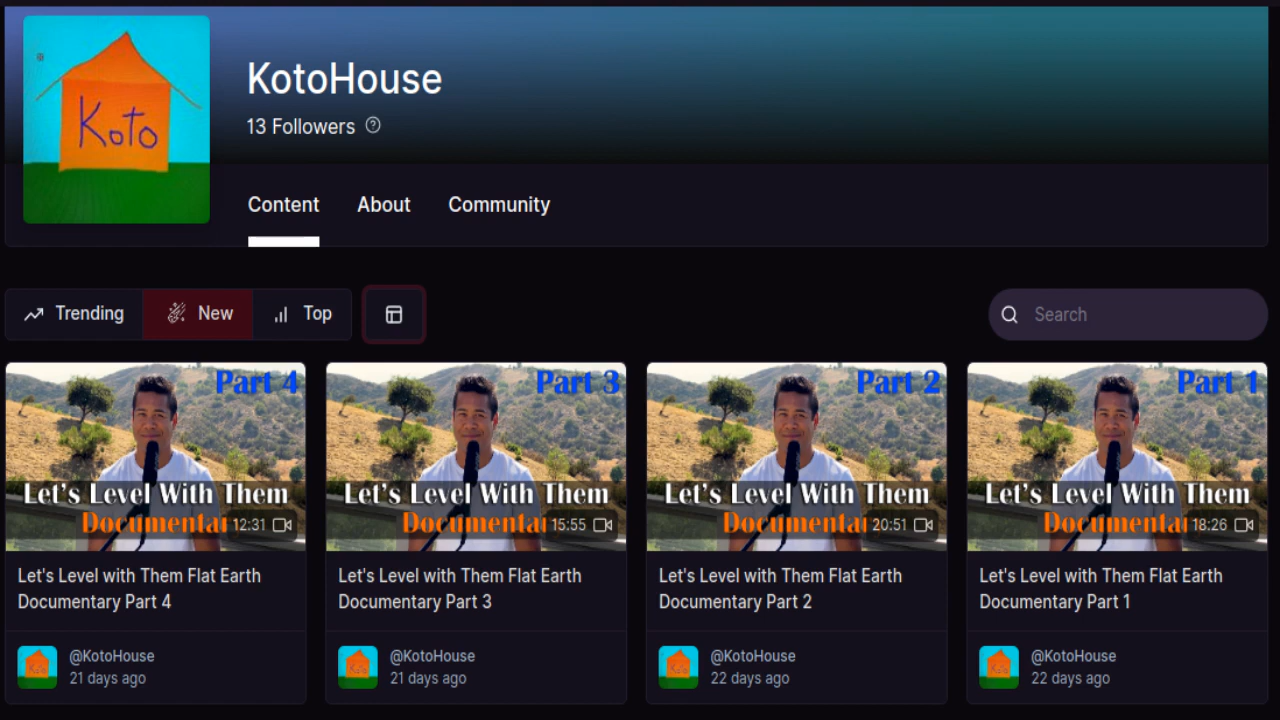 Koto
KotoHouse
13 Followers
Content About Community
Trending New Top
Search
Part 4
Let's Level With Them
12:31
Part 3
Let's Level With Them
15:55
Part 2
Let's Level With Them
20:51
Part 1
Let's Level With Them
18:26
Let's Level with Them Flat Earth
Documentary Part 4
Let's Level with Them Flat Earth
Documentary Part 3
Let's Level with Them Flat Earth
Documentary Part 2
Let's Level with Them Flat Earth
Documentary Part 1
@KotoHouse
21 days ago
@KotoHouse
21 days ago
@KotoHouse
22 days ago
@KotoHouse
22 days ago